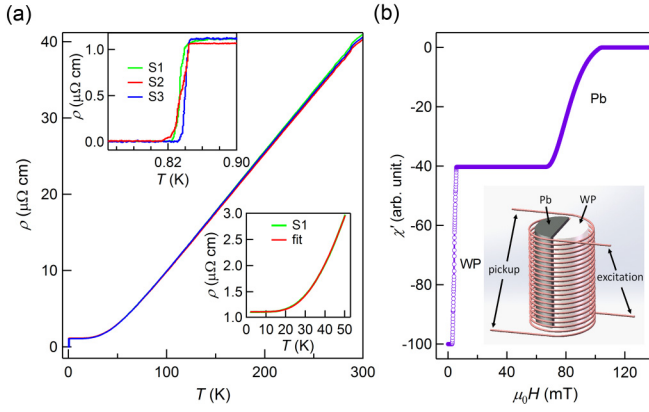 (a)
40
30
20
10
0
ρ (μΩ cm)
0
100
200
300
T (K)
1.0
0.5
0.0
ρ (μΩ cm)
S1
S2
S3
0.82
0.90
T (K)
3.0
2.5
2.0
1.5
1.0
ρ (μΩ cm)
S1
fit
0
10
20
30
40
50
T (K)
(b)
0
-20
-40
-60
-80
-100
χ′ (arb. unit.)
Pb
WP
Pb
WP
pickup
excitation
0
40
80
120
μ₀H (mT)